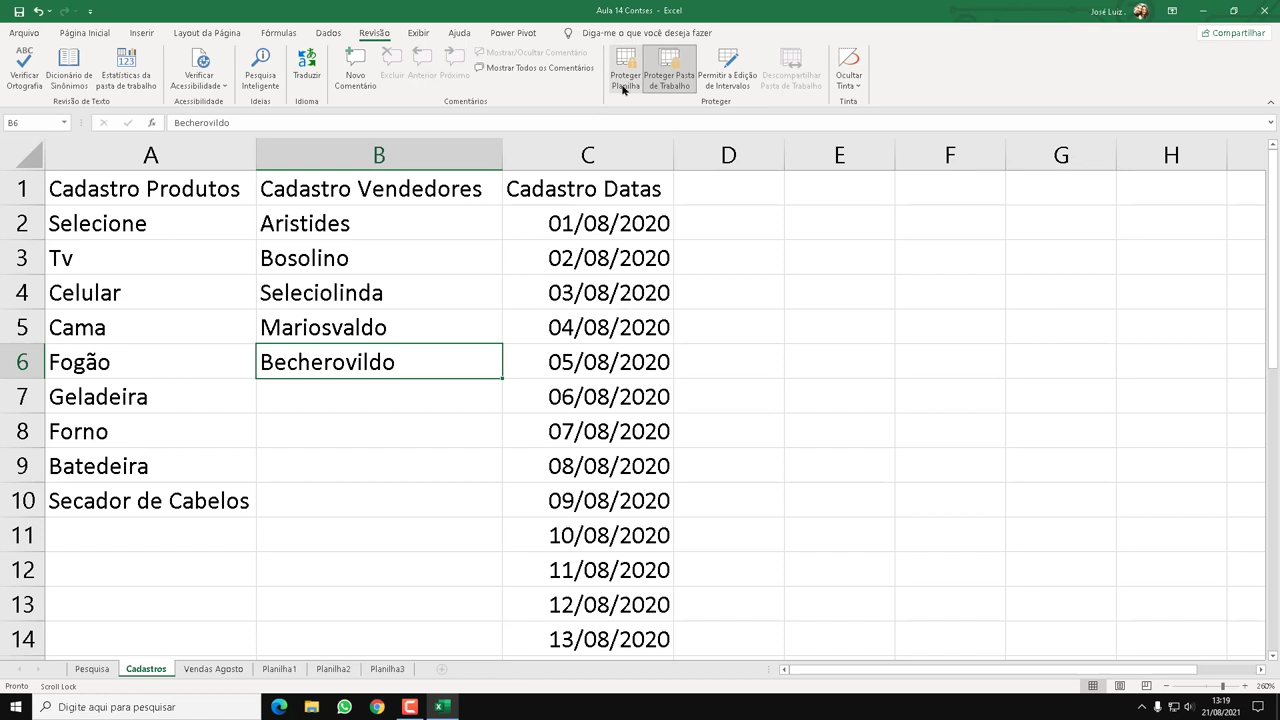 Aula 14 Contses - Excel
José Luiz .
Arquivo Página Inicial Inserir Layout da Página Fórmulas Dados Revisão Exibir Ajuda Power Pivot Diga-me o que você deseja fazer
Compartilhar
ABC
Verificar Ortografia
Dicionário de Sinônimos
123
Estatísticas da pasta de trabalho
Revisão de Texto
Verificar Acessibilidade
Acessibilidade
Pesquisa Inteligente
Ideias
Traduzir
Idioma
Novo Comentário
Excluir Anterior Próximo
Mostrar/Ocultar Comentário
Mostrar Todos os Comentários
Comentários
Proteger Planilha
Proteger Pasta de Trabalho
Permitir a Edição de Intervalos
Descompartilhar Pasta de Trabalho
Proteger
Ocultar Tinta
Tinta
B6 fx Becherovildo
A B C D E F G H
1 Cadastro Produtos Cadastro Vendedores Cadastro Datas
2 Selecione Aristides 01/08/2020
3 Tv Bosolino 02/08/2020
4 Celular Seleciolinda 03/08/2020
5 Cama Mariosvaldo 04/08/2020
6 Fogão Becherovildo 05/08/2020
7 Geladeira 06/08/2020
8 Forno 07/08/2020
9 Batedeira 08/08/2020
10 Secador de Cabelos 09/08/2020
11 10/08/2020
12 11/08/2020
13 12/08/2020
14 13/08/2020
Pesquisa Cadastros Vendas Agosto Planilha1 Planilha2 Planilha3
Pronto Scroll Lock 260%
Digite aqui para pesquisar
13:19
21/08/2021